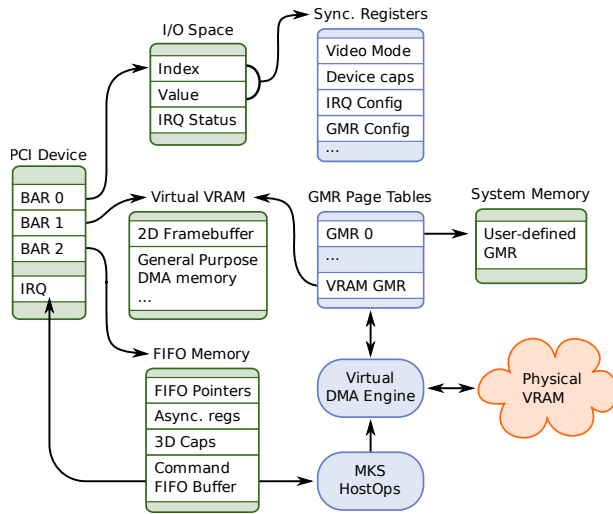 I/O Space
Index
Value
IRQ Status
Sync. Registers
Video Mode
Device caps
IRQ Config
GMR Config
...
PCI Device
BAR 0
BAR 1
BAR 2
IRQ
Virtual VRAM
2D Framebuffer
General Purpose
DMA memory
...
GMR Page Tables
GMR 0
...
VRAM GMR
System Memory
User-defined
GMR
FIFO Memory
FIFO Pointers
Async. regs
3D Caps
Command
FIFO Buffer
Virtual
DMA Engine
Physical
VRAM
MKS
HostOps